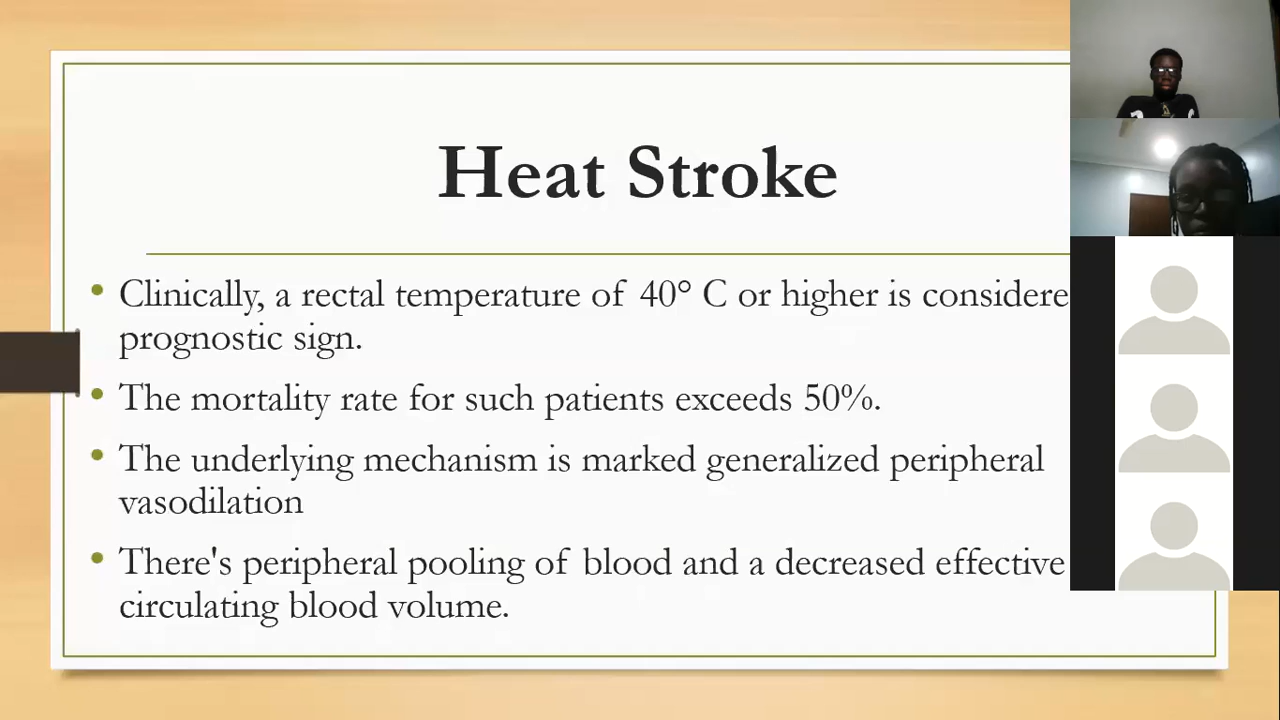 Heat Stroke
Clinically, a rectal temperature of 40° C or higher is considere
prognostic sign.
The mortality rate for such patients exceeds 50%.
The underlying mechanism is marked generalized peripheral
vasodilation
There's peripheral pooling of blood and a decreased effective
circulating blood volume.